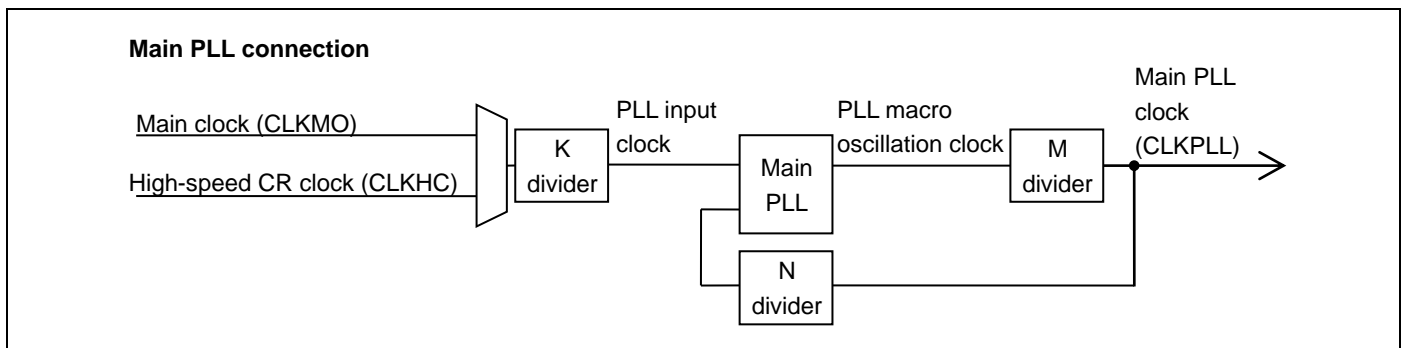 Main PLL connection
Main clock (CLKMO)
High-speed CR clock (CLKHC)
K
divider
PLL input
clock
Main
PLL
PLL macro
oscillation clock
M
divider
Main PLL
clock
(CLKPLL)
N
divider